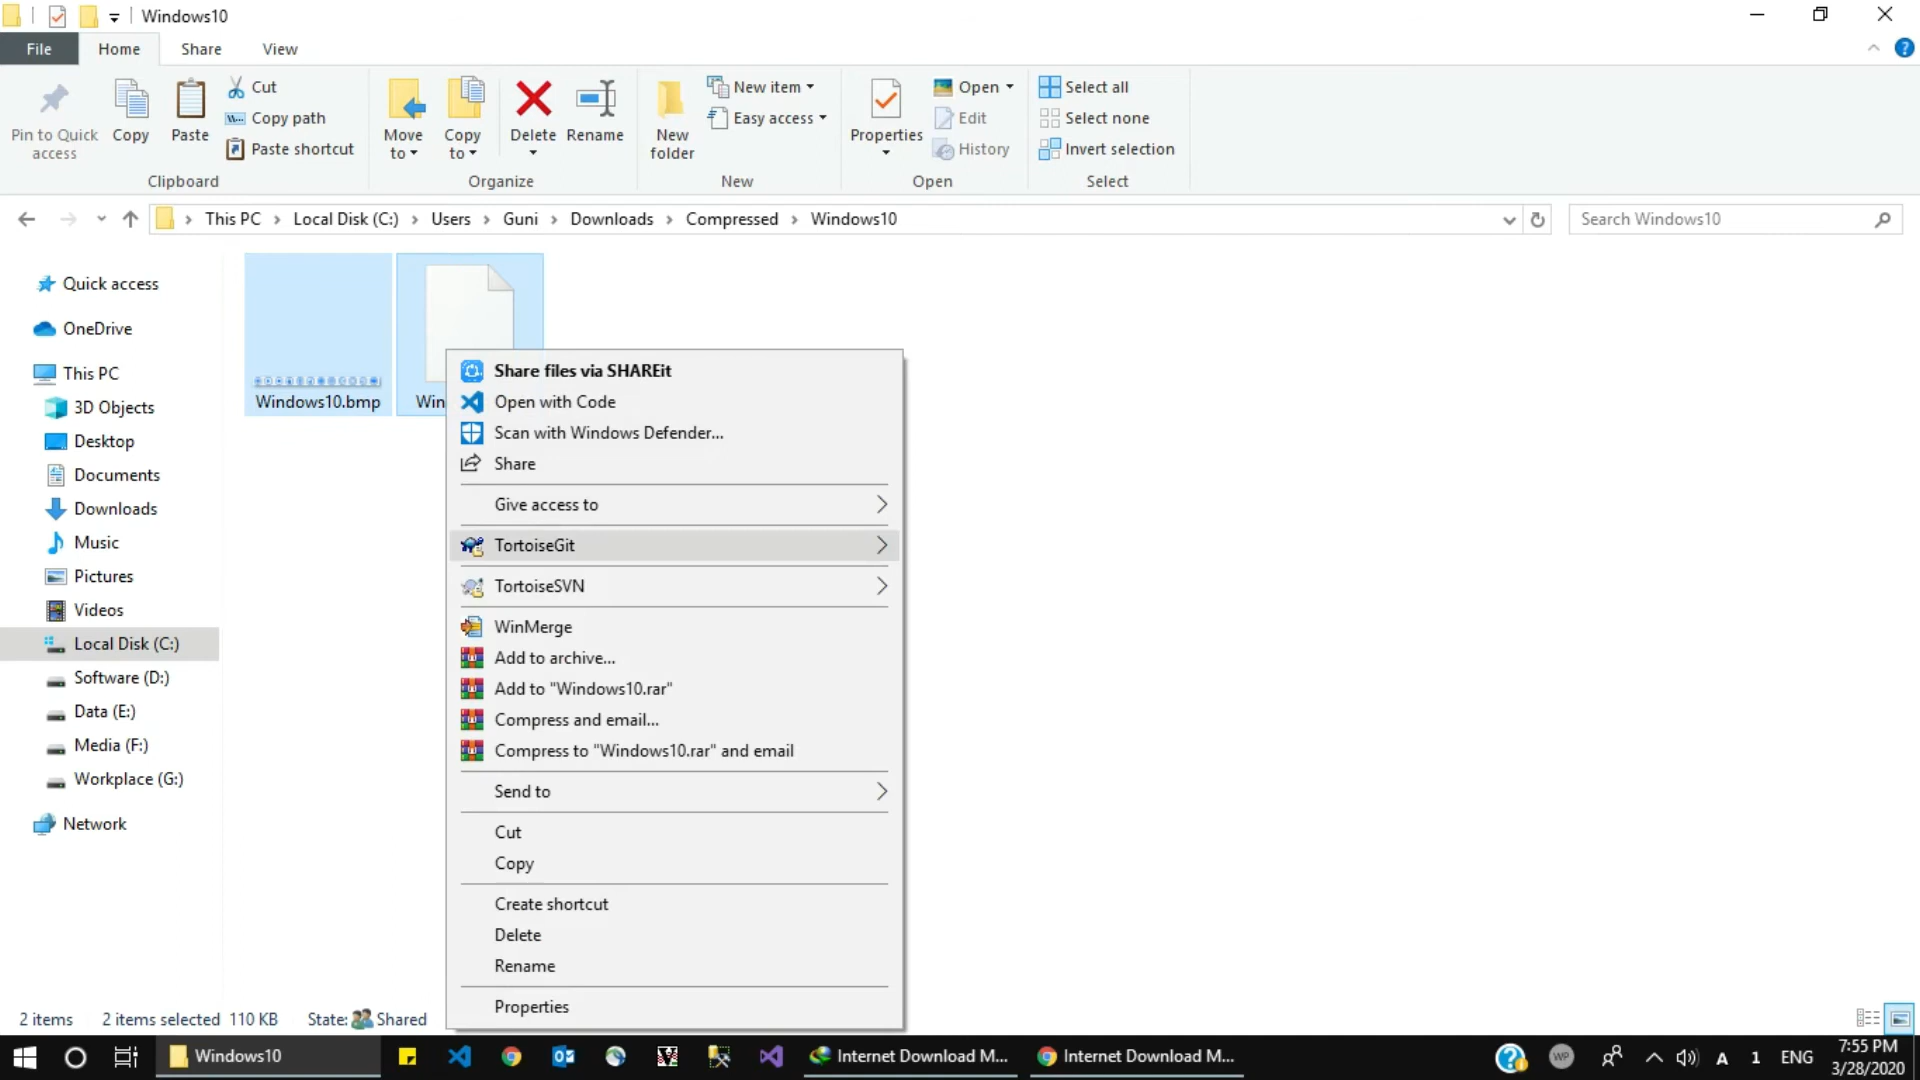 Windows10
File
Home
Share
View
Pin to Quick
access
Copy
Paste
Cut
Copy path
Paste shortcut
Clipboard
Move
to
Copy
to
Delete
Rename
Organize
New
folder
New item
Easy access
New
Properties
Open
Edit
History
Open
Select all
Select none
Invert selection
Select
This PC
Local Disk (C:)
Users
Guni
Downloads
Compressed
Windows10
Search Windows10
Quick access
OneDrive
This PC
3D Objects
Desktop
Documents
Downloads
Music
Pictures
Videos
Local Disk (C:)
Software (D:)
Data (E:)
Media (F:)
Workplace (G:)
Network
Windows10.bmp
Win
Share files via SHAREit
Open with Code
Scan with Windows Defender...
Share
Give access to
TortoiseGit
TortoiseSVN
WinMerge
Add to archive...
Add to "Windows10.rar"
Compress and email...
Compress to "Windows10.rar" and email
Send to
Cut
Copy
Create shortcut
Delete
Rename
Properties
2 items
2 items selected 110 KB
State: Shared
Windows10
Internet Download M...
Internet Download M...
WP
A
1
ENG
7:55 PM
3/28/2020